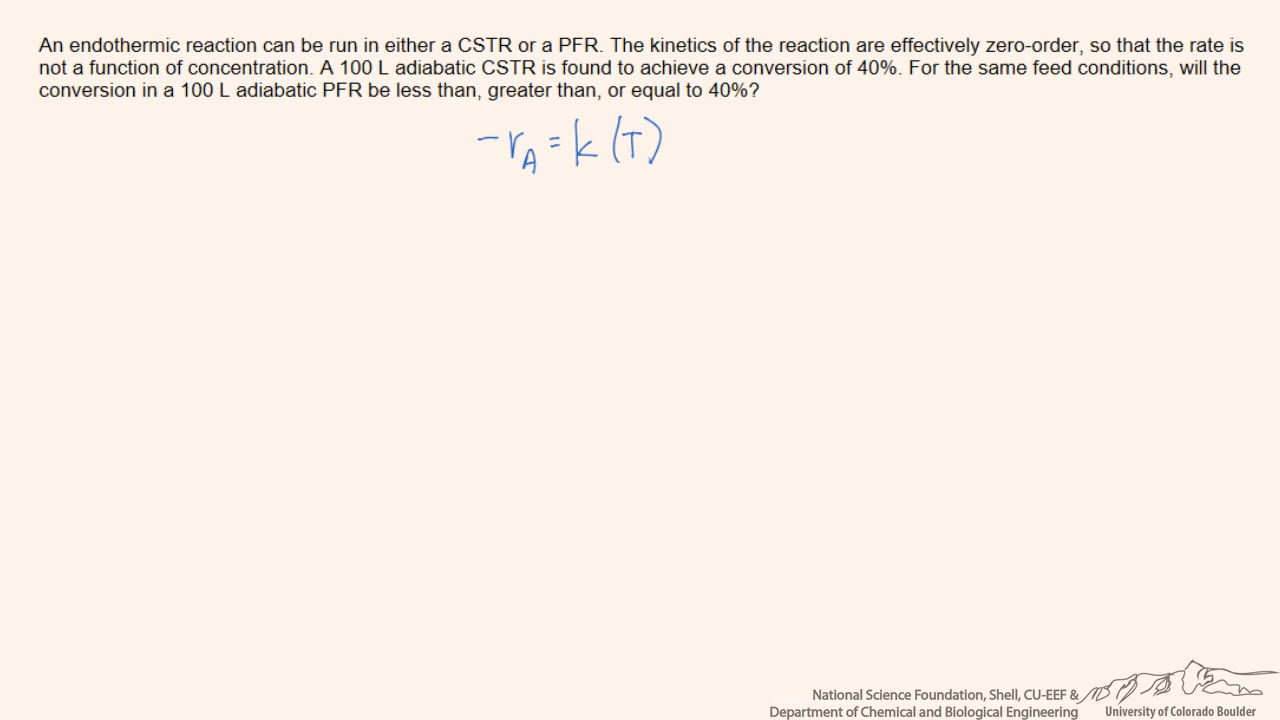 An endothermic reaction can be run in either a CSTR or a PFR. The kinetics of the reaction are effectively zero-order, so that the rate is
not a function of concentration. A 100 L adiabatic CSTR is found to achieve a conversion of 40%. For the same feed conditions, will the
conversion in a 100 L adiabatic PFR be less than, greater than, or equal to 40%?
-r_A = k (T)
National Science Foundation, Shell, CU-EEF &
Department of Chemical and Biological Engineering
University of Colorado Boulder